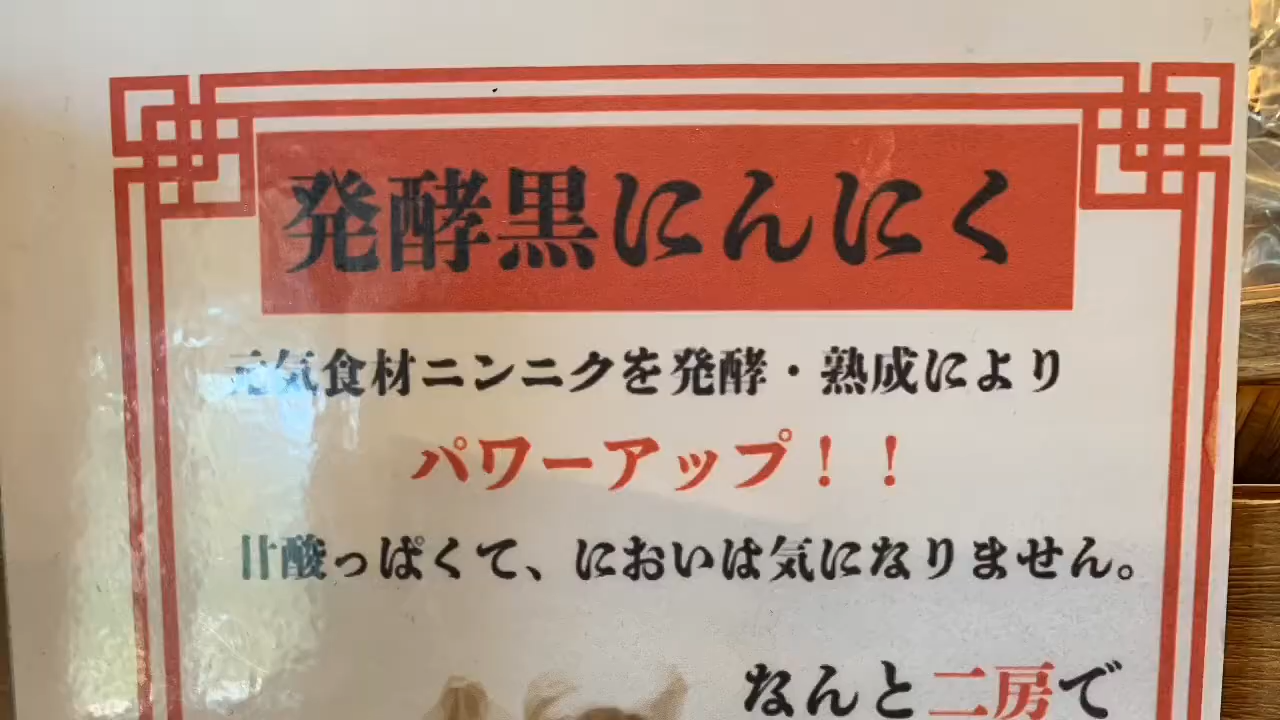 発酵黒にんにく
元気食材ニンニクを発酵・熟成により
パワーアップ！！
甘酸っぱくて、においは気になりません。
なんと二房で